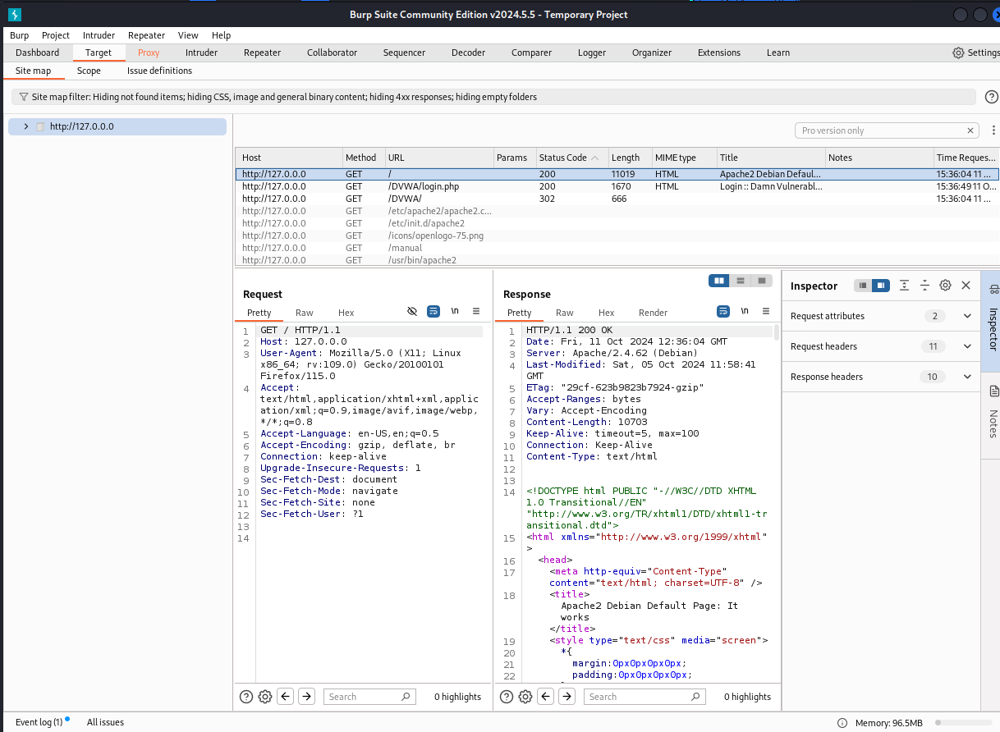 Burp Suite Community Edition v2024.5.5 - Temporary Project
Burp Project Intruder Repeater View Help
Dashboard Target Proxy Intruder Repeater Collaborator Sequencer Decoder Comparer Logger Organizer Extensions Learn Settings
Site map Scope Issue definitions
Site map filter: Hiding not found items; hiding CSS, image and general binary content; hiding 4xx responses; hiding empty folders
http://127.0.0.0
Pro version only
Host Method URL Params Status Code Length MIME type Title Notes Time Reques...
http://127.0.0.0 GET / 200 11019 HTML Apache2 Debian Defaul... 15:36:04 11 ...
http://127.0.0.0 GET /DVWA/login.php 200 1670 HTML Login :: Damn Vulnerabl... 15:36:49 11 O...
http://127.0.0.0 GET /DVWA/ 302 666 15:36:04 11 ...
http://127.0.0.0 GET /etc/apache2/apache2.c...
http://127.0.0.0 GET /etc/init.d/apache2
http://127.0.0.0 GET /icons/openlogo-75.png
http://127.0.0.0 GET /manual
http://127.0.0.0 GET /usr/bin/apache2
Request
Pretty Raw Hex \n
1 GET / HTTP/1.1
2 Host: 127.0.0.0
3 User-Agent: Mozilla/5.0 (X11; Linux
x86_64; rv:109.0) Gecko/20100101
Firefox/115.0
4 Accept:
text/html,application/xhtml+xml,applic
ation/xml;q=0.9,image/avif,image/webp,
*/*;q=0.8
5 Accept-Language: en-US,en;q=0.5
6 Accept-Encoding: gzip, deflate, br
7 Connection: keep-alive
8 Upgrade-Insecure-Requests: 1
9 Sec-Fetch-Dest: document
10 Sec-Fetch-Mode: navigate
11 Sec-Fetch-Site: none
12 Sec-Fetch-User: ?1
13
14
Search 0 highlights
Response
Pretty Raw Hex Render \n
1 HTTP/1.1 200 OK
2 Date: Fri, 11 Oct 2024 12:36:04 GMT
3 Server: Apache/2.4.62 (Debian)
4 Last-Modified: Sat, 05 Oct 2024 11:58:41
GMT
5 ETag: "29cf-623b9823b7924-gzip"
6 Accept-Ranges: bytes
7 Vary: Accept-Encoding
8 Content-Length: 10703
9 Keep-Alive: timeout=5, max=100
10 Connection: Keep-Alive
11 Content-Type: text/html
12
13
14 <!DOCTYPE html PUBLIC "-//W3C//DTD XHTML
1.0 Transitional//EN"
"http://www.w3.org/TR/xhtml1/DTD/xhtml1-tr
ansitional.dtd">
15 <html xmlns="http://www.w3.org/1999/xhtml"
>
16 <head>
17 <meta http-equiv="Content-Type"
content="text/html; charset=UTF-8" />
18 <title>
Apache2 Debian Default Page: It
works
</title>
19 <style type="text/css" media="screen">
20 *{
21 margin:0px0px0px0px;
22 padding:0px0px0px0px;
Search 0 highlights
Inspector
Request attributes 2
Request headers 11
Response headers 10
Inspector
Notes
Event log (1) All issues Memory: 96.5MB